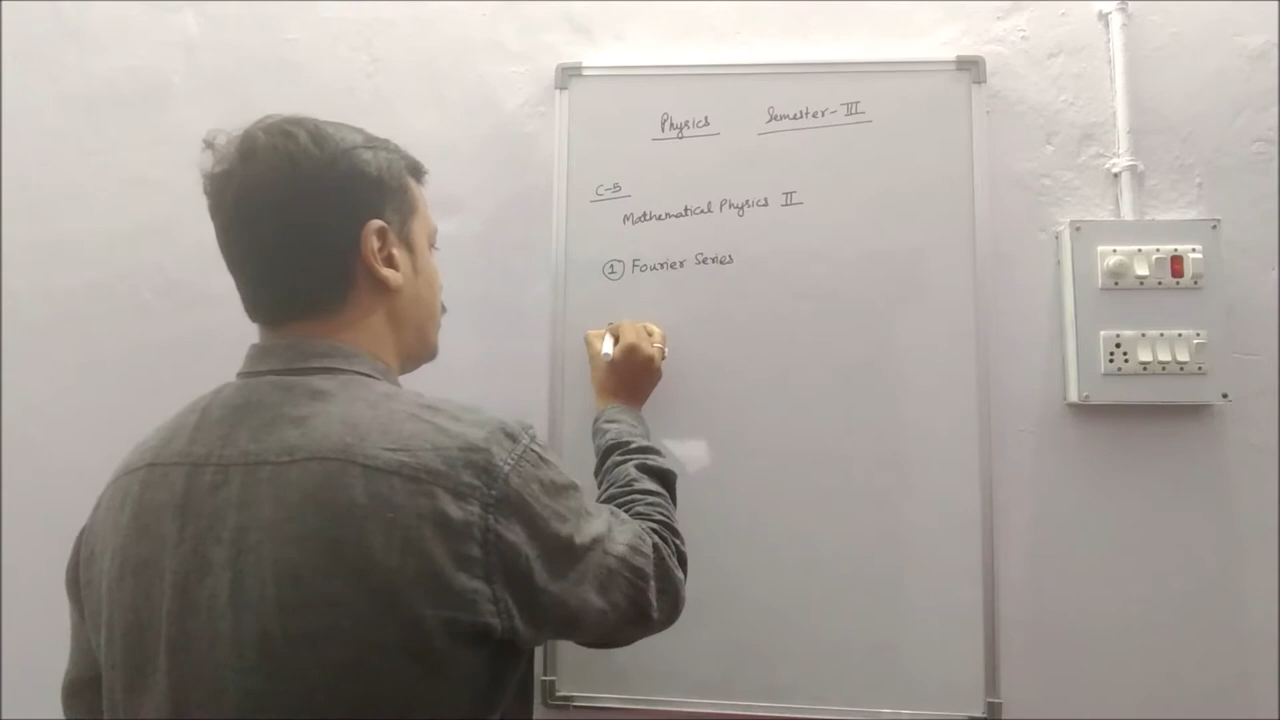 Physics Semester-III
C-5
Mathematical Physics II
① Fourier Series